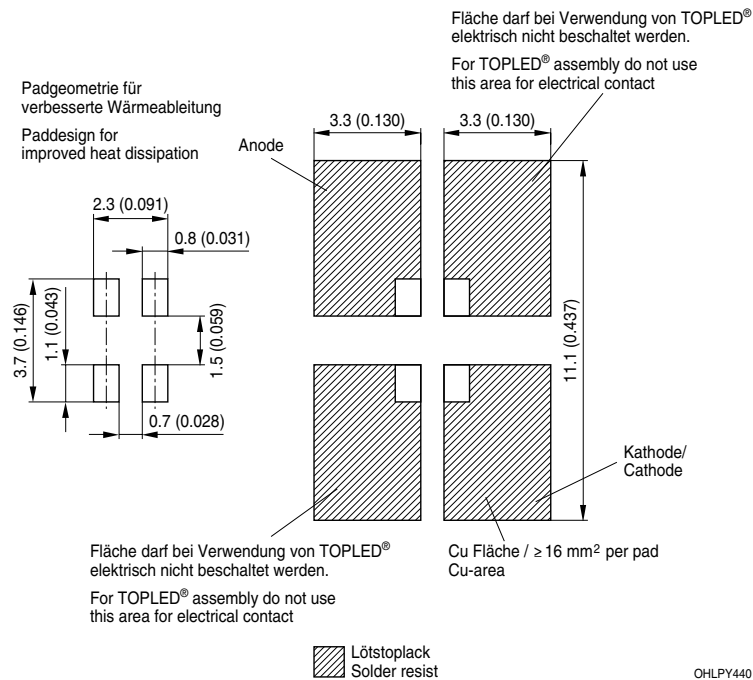 Fläche darf bei Verwendung von TOPLED®
elektrisch nicht beschaltet werden.
For TOPLED® assembly do not use
this area for electrical contact
Padgeometrie für
verbesserte Wärmeableitung
Paddesign for
improved heat dissipation
Anode
3.3 (0.130)
3.3 (0.130)
2.3 (0.091)
0.8 (0.031)
3.7 (0.146)
1.1 (0.043)
1.5 (0.059)
11.1 (0.437)
0.7 (0.028)
Kathode/
Cathode
Fläche darf bei Verwendung von TOPLED®
elektrisch nicht beschaltet werden.
For TOPLED® assembly do not use
this area for electrical contact
Cu Fläche / ≥ 16 mm² per pad
Cu-area
Lötstoplack
Solder resist
OHLPY440